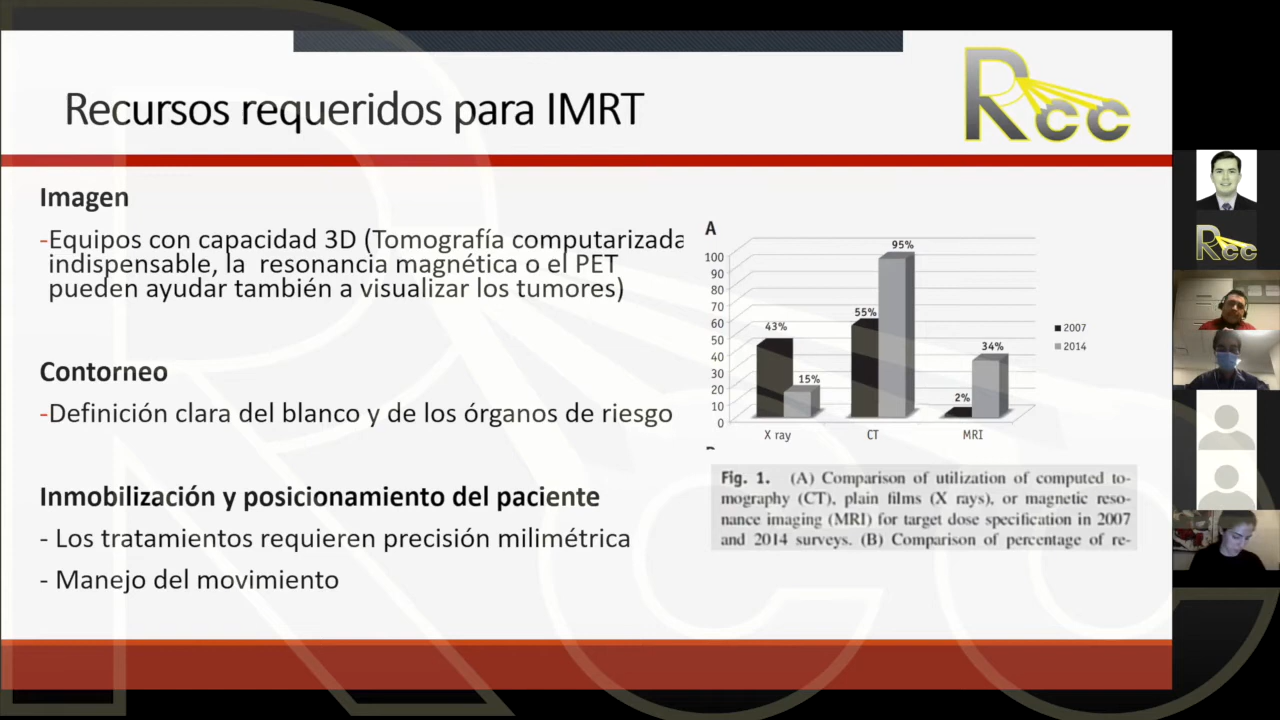 Recursos requeridos para IMRT
Rcc
Imagen
-Equipos con capacidad 3D (Tomografía computarizada
indispensable, la resonancia magnética o el PET
pueden ayudar también a visualizar los tumores)
Contorneo
-Definición clara del blanco y de los órganos de riesgo
Inmobilización y posicionamiento del paciente
- Los tratamientos requieren precisión milimétrica
- Manejo del movimiento
A
100
90
80
70
60
50
40
30
20
10
0
43%
15%
55%
95%
2%
34%
X ray
CT
MRI
2007
2014
Fig. 1. (A) Comparison of utilization of computed to-
mography (CT), plain films (X rays), or magnetic reso-
nance imaging (MRI) for target dose specification in 2007
and 2014 surveys. (B) Comparison of percentage of re-
Rcc